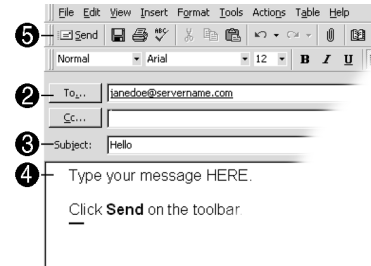 File Edit View Insert Format Tools Actions Table Help
5 Send ABC
Normal Arial 12 B I U
2 To... janedoe@servername.com
Cc...
3 Subject: Hello
4 Type your message HERE.
Click Send on the toolbar.